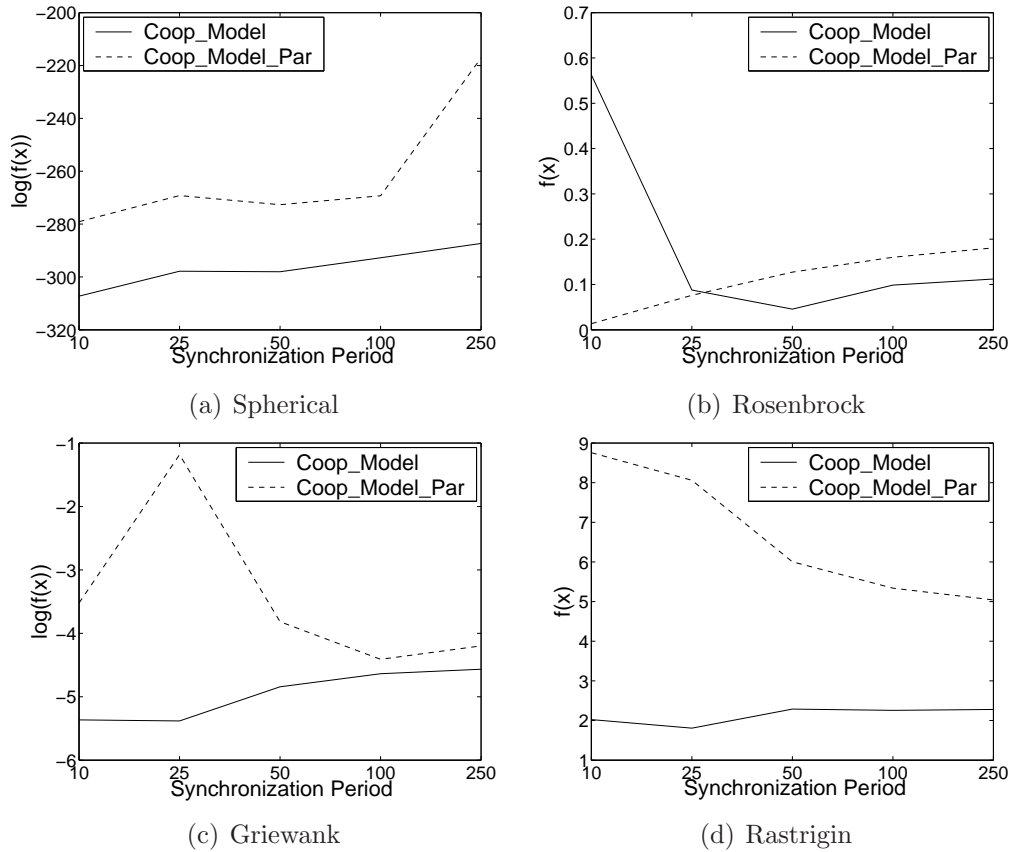 −200
−220
−240
−260
−280
−300
−320
log(f(x))
Coop_Model
Coop_Model_Par
10
25
50
100
250
Synchronization Period
(a) Spherical
0.7
0.6
0.5
0.4
0.3
0.2
0.1
0
f(x)
Coop_Model
Coop_Model_Par
10
25
50
100
250
Synchronization Period
(b) Rosenbrock
−1
−2
−3
−4
−5
−6
log(f(x))
Coop_Model
Coop_Model_Par
10
25
50
100
250
Synchronization Period
(c) Griewank
9
8
7
6
5
4
3
2
1
f(x)
Coop_Model
Coop_Model_Par
10
25
50
100
250
Synchronization Period
(d) Rastrigin